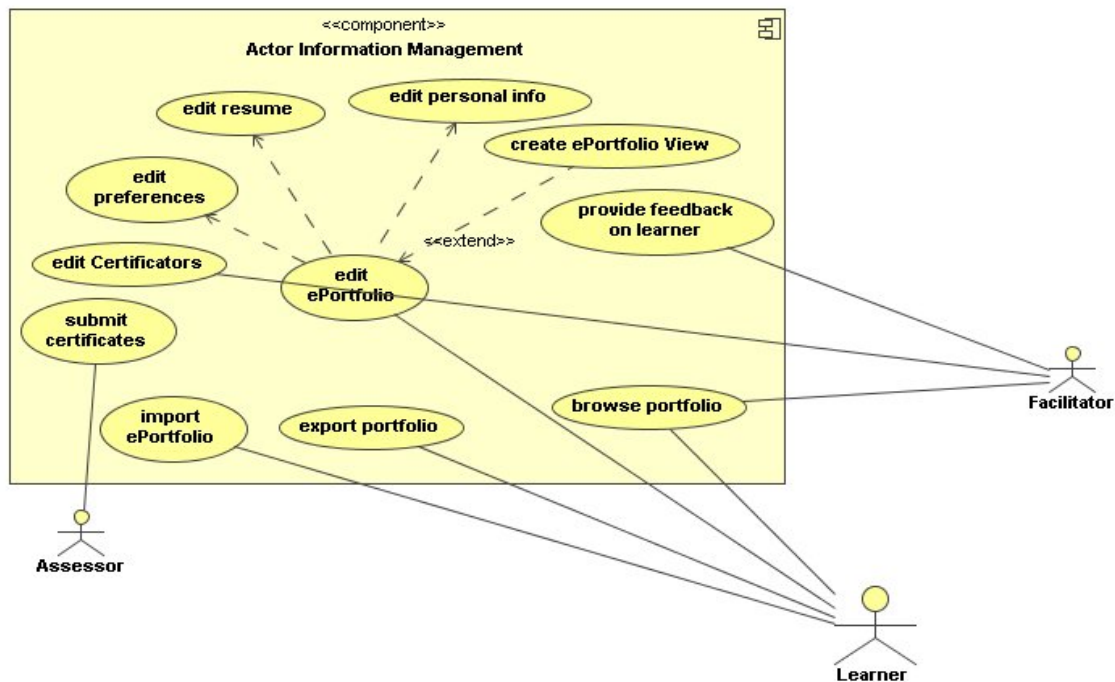 <<component>>
Actor Information Management
edit resume
edit personal info
create ePortfolio View
edit
preferences
provide feedback
on learner
<<extend>>
edit Certificators
edit
ePortfolio
submit
certificates
browse portfolio
Facilitator
import
ePortfolio
export portfolio
Assessor
Learner